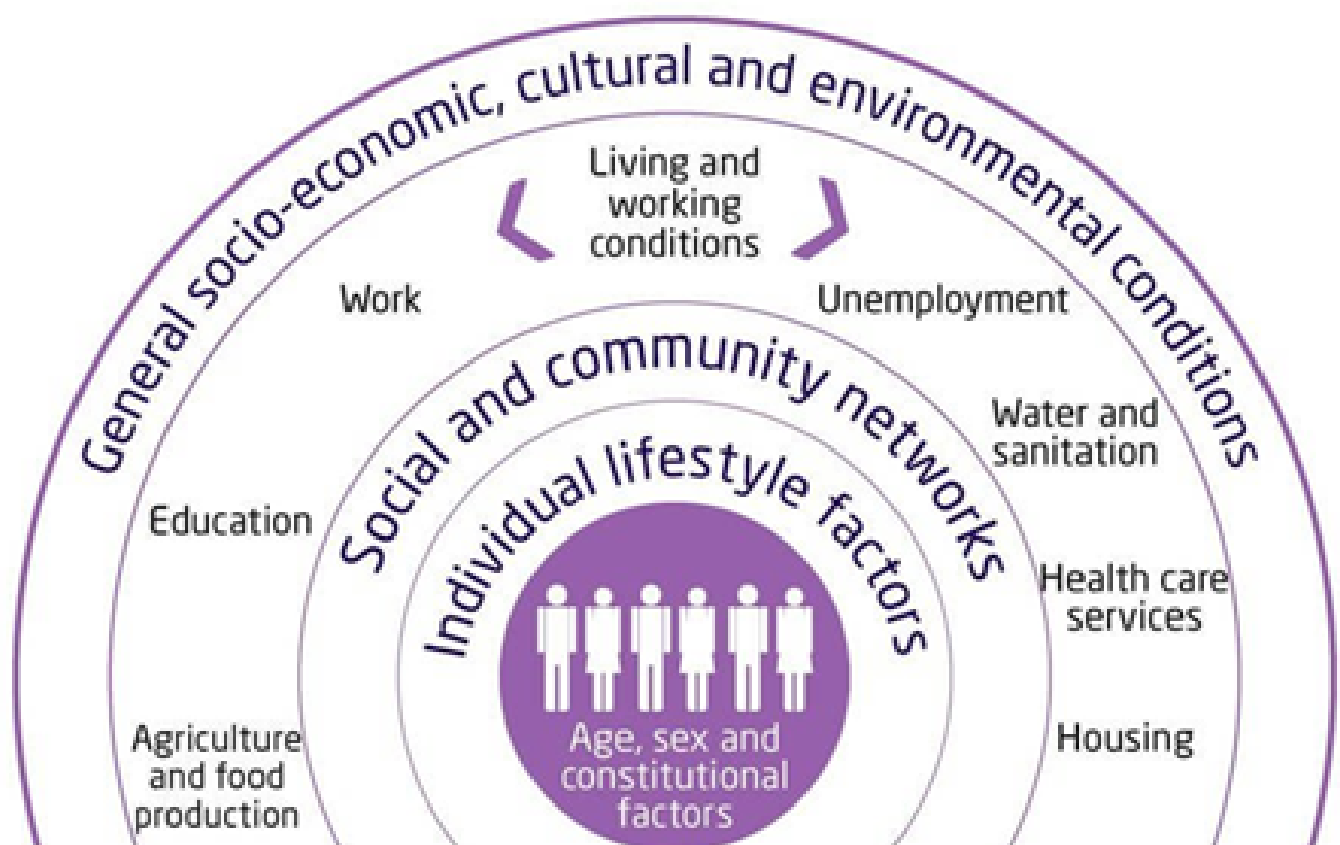 General socio-economic, cultural and environmental conditions
Living and
working
conditions
Work
Unemployment
Social and community networks
Water and
sanitation
Individual lifestyle factors
Education
Health care
services
Agriculture
and food
production
Housing
Age, sex and
constitutional
factors